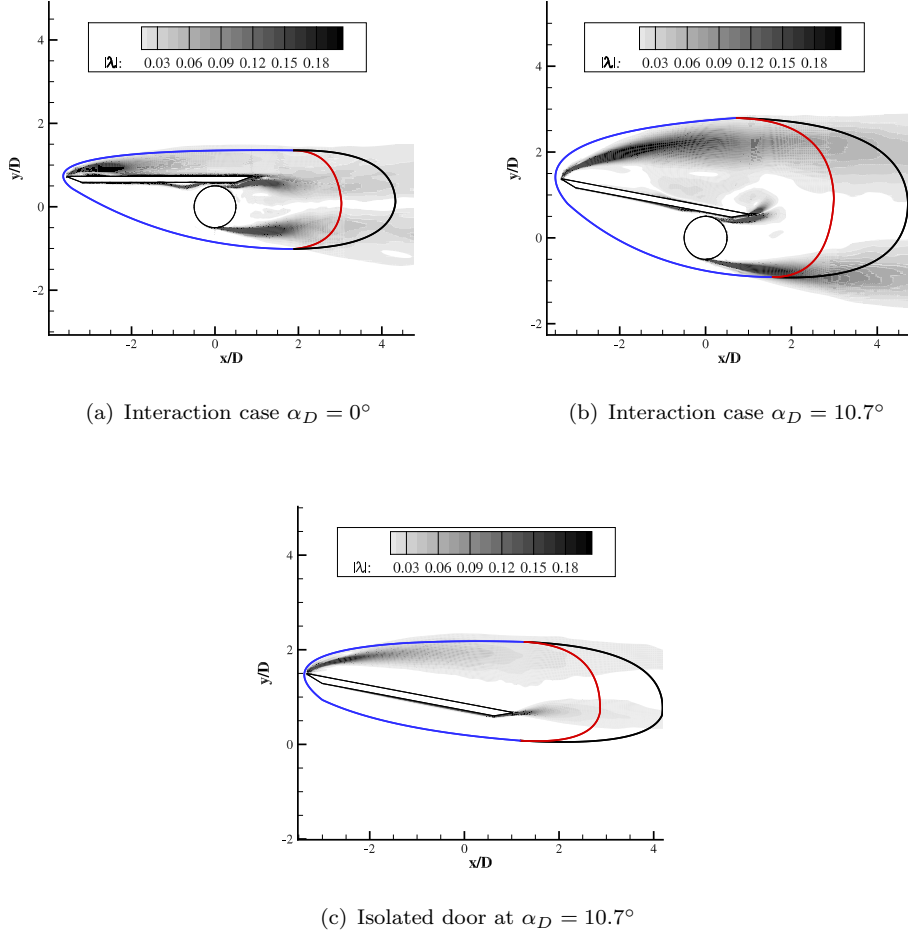 |λ|: 0.03 0.06 0.09 0.12 0.15 0.18
y/D
4
2
0
-2
-2 0 2 4
x/D
(a) Interaction case α_D = 0°
|λ|: 0.03 0.06 0.09 0.12 0.15 0.18
y/D
4
2
0
-2
-2 0 2 4
x/D
(b) Interaction case α_D = 10.7°
|λ|: 0.03 0.06 0.09 0.12 0.15 0.18
y/D
4
2
0
-2
-2 0 2 4
x/D
(c) Isolated door at α_D = 10.7°